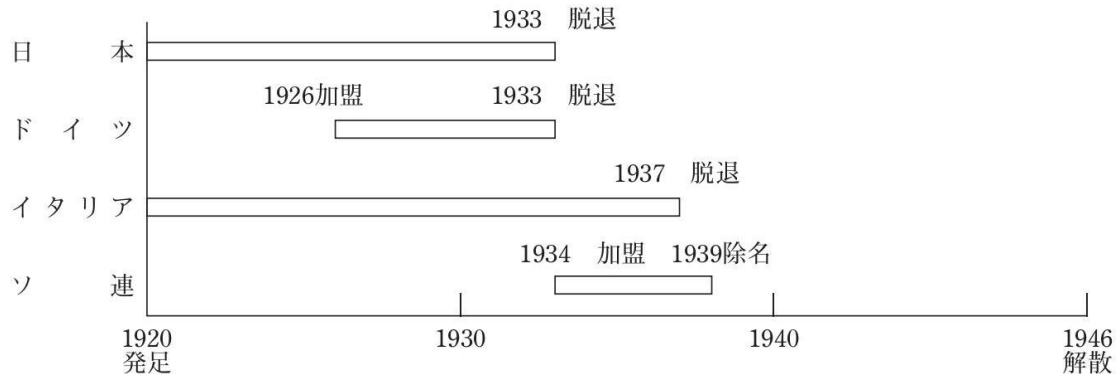 1933 脱退
日本
1926加盟 1933 脱退
ドイツ
1937 脱退
イタリア
1934 加盟 1939除名
ソ連
1920 1930 1940 1946
発足 解散